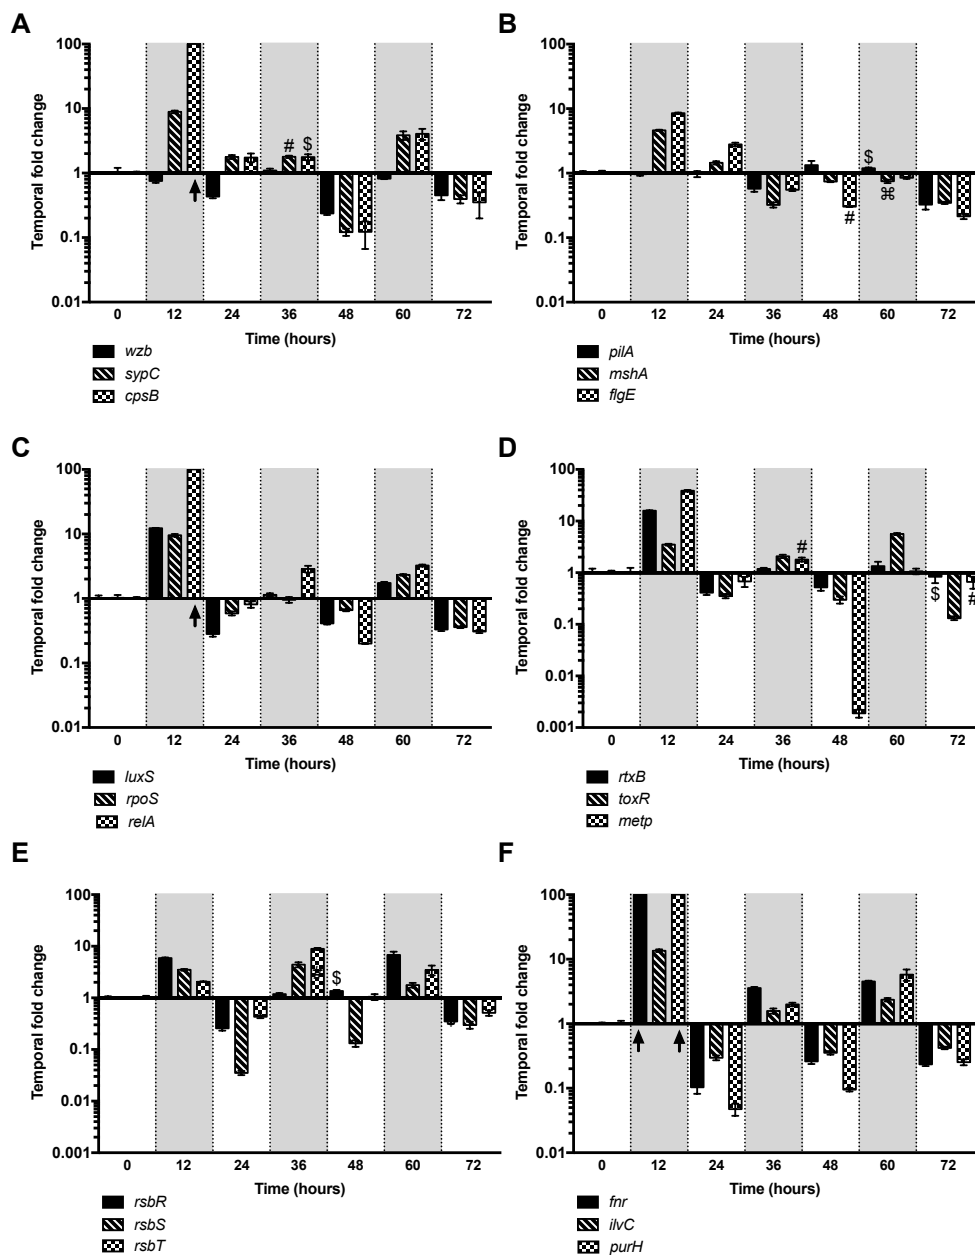 A
B
100
10
1
0.1
0.01
Temporal fold change
# $
0 12 24 36 48 60 72
Time (hours)
wzb
sypC
cpsB
100
10
1
0.1
0.01
Temporal fold change
$
⌘
#
0 12 24 36 48 60 72
Time (hours)
pilA
mshA
flgE
C
D
100
10
1
0.1
0.01
Temporal fold change
0 12 24 36 48 60 72
Time (hours)
luxS
rpoS
relA
100
10
1
0.1
0.01
0.001
Temporal fold change
#
$ #
0 12 24 36 48 60 72
Time (hours)
rtxB
toxR
metp
E
F
100
10
1
0.1
0.01
0.001
Temporal fold change
$
0 12 24 36 48 60 72
Time (hours)
rsbR
rsbS
rsbT
100
10
1
0.1
0.01
Temporal fold change
0 12 24 36 48 60 72
Time (hours)
fnr
ilvC
purH